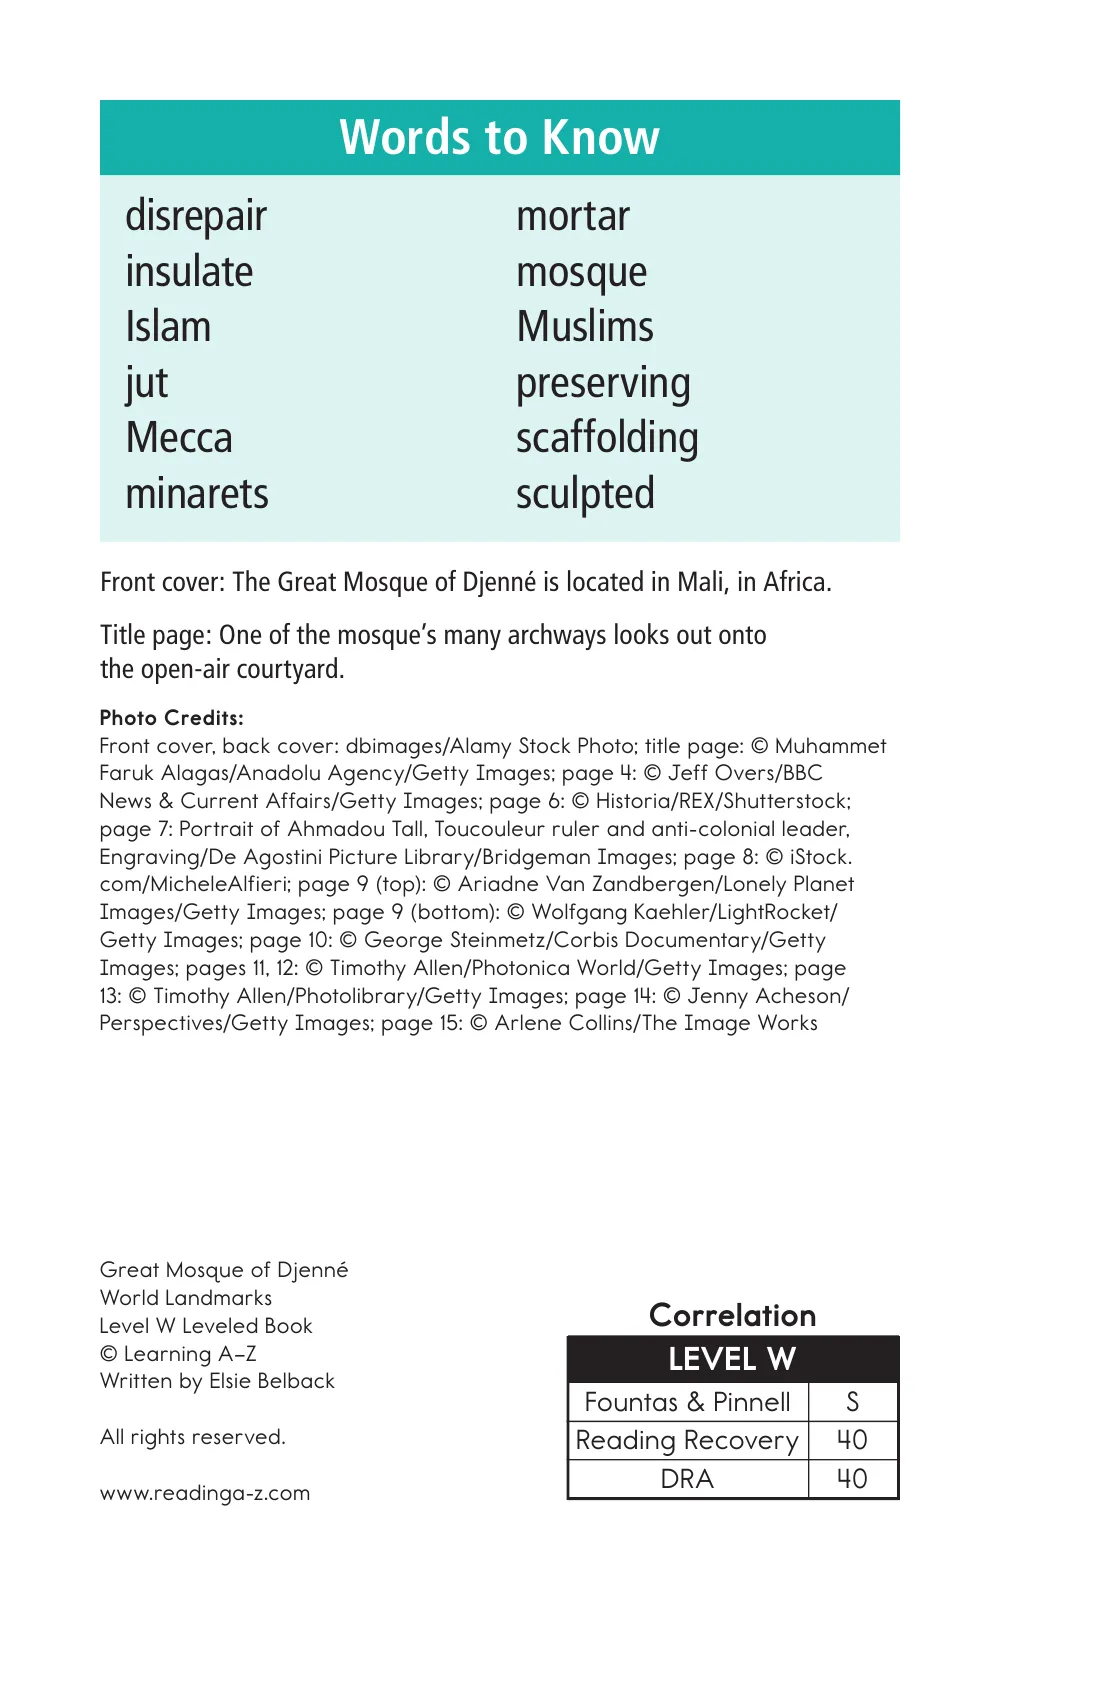 Words to Know
disrepair
insulate
Islam
jut
Mecca
minarets
mortar
mosque
Muslims
preserving
scaffolding
sculpted
Front cover: The Great Mosque of Djenné is located in Mali, in Africa.
Title page: One of the mosque’s many archways looks out onto
the open-air courtyard.
Photo Credits:
Front cover, back cover: dbimages/Alamy Stock Photo; title page: © Muhammet
Faruk Alagas/Anadolu Agency/Getty Images; page 4: © Jeff Overs/BBC
News & Current Affairs/Getty Images; page 6: © Historia/REX/Shutterstock;
page 7: Portrait of Ahmadou Tall, Toucouleur ruler and anti-colonial leader,
Engraving/De Agostini Picture Library/Bridgeman Images; page 8: © iStock.
com/MicheleAlfieri; page 9 (top): © Ariadne Van Zandbergen/Lonely Planet
Images/Getty Images; page 9 (bottom): © Wolfgang Kaehler/LightRocket/
Getty Images; page 10: © George Steinmetz/Corbis Documentary/Getty
Images; pages 11, 12: © Timothy Allen/Photonica World/Getty Images; page
13: © Timothy Allen/Photolibrary/Getty Images; page 14: © Jenny Acheson/
Perspectives/Getty Images; page 15: © Arlene Collins/The Image Works
Great Mosque of Djenné
World Landmarks
Level W Leveled Book
© Learning A–Z
Written by Elsie Belback
All rights reserved.
www.readinga-z.com
Correlation
LEVEL W
Fountas & Pinnell S
Reading Recovery 40
DRA 40